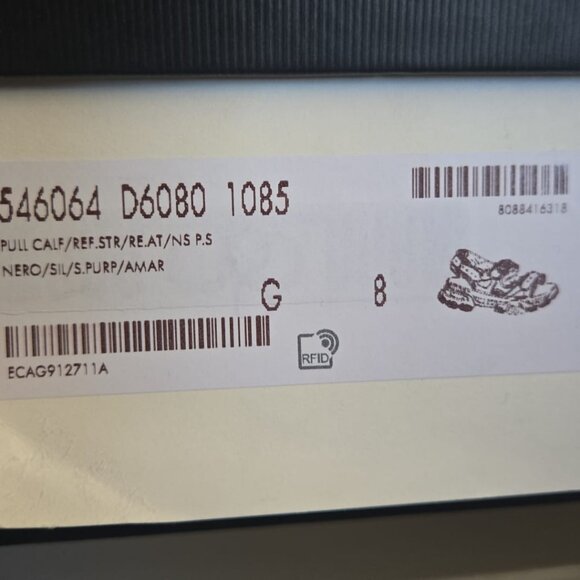 546064 D6080 1085
8088416318
PULL CALF/REF.STR/RE.AT/NS P.S
NERO/SIL/S.PURP/AMAR
G 8
RFID
ECAG912711A